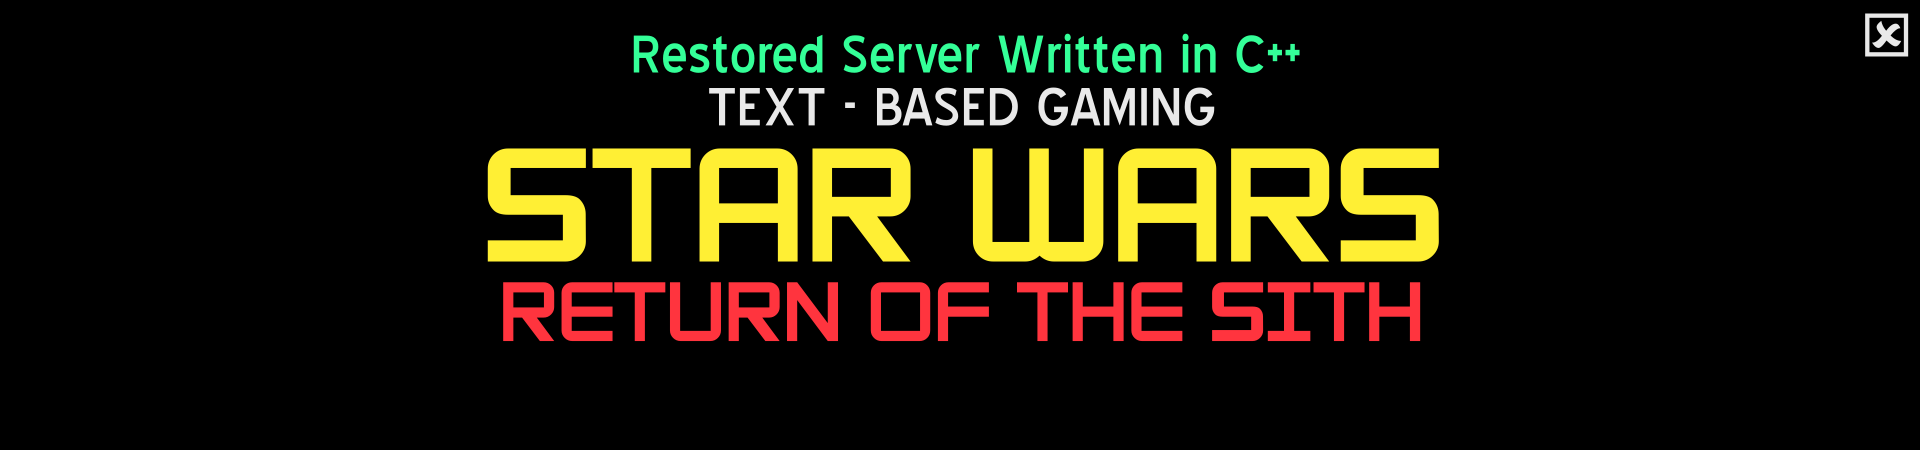 Restored Server Written in C++
TEXT - BASED GAMING
STAR WARS
RETURN OF THE SITH